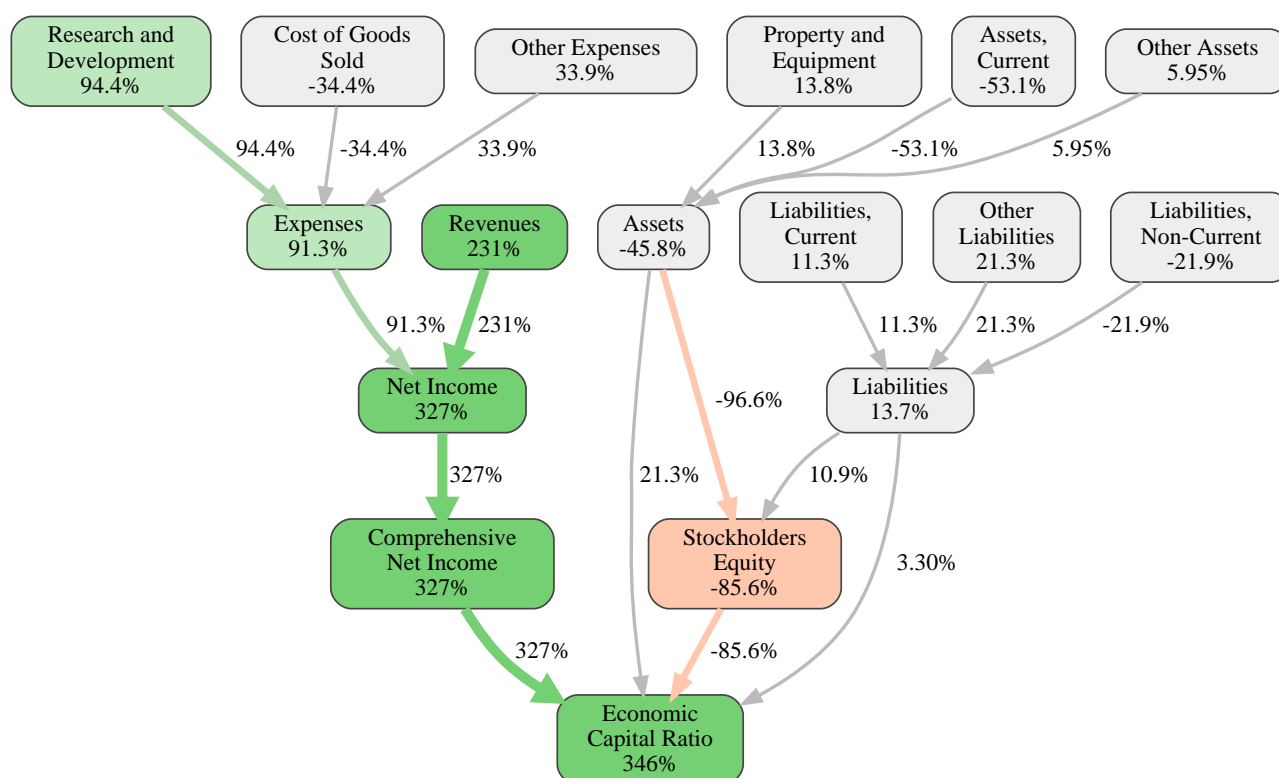 Research and
Development
94.4%
Cost of Goods
Sold
-34.4%
Other Expenses
33.9%
Property and
Equipment
13.8%
Assets,
Current
-53.1%
Other Assets
5.95%
94.4%
-34.4%
33.9%
13.8%
-53.1%
5.95%
Expenses
91.3%
Revenues
231%
Assets
-45.8%
Liabilities,
Current
11.3%
Other
Liabilities
21.3%
Liabilities,
Non-Current
-21.9%
91.3%
231%
11.3%
21.3%
-21.9%
Net Income
327%
-96.6%
Liabilities
13.7%
327%
21.3%
10.9%
Comprehensive
Net Income
327%
Stockholders
Equity
-85.6%
3.30%
327%
-85.6%
Economic
Capital Ratio
346%